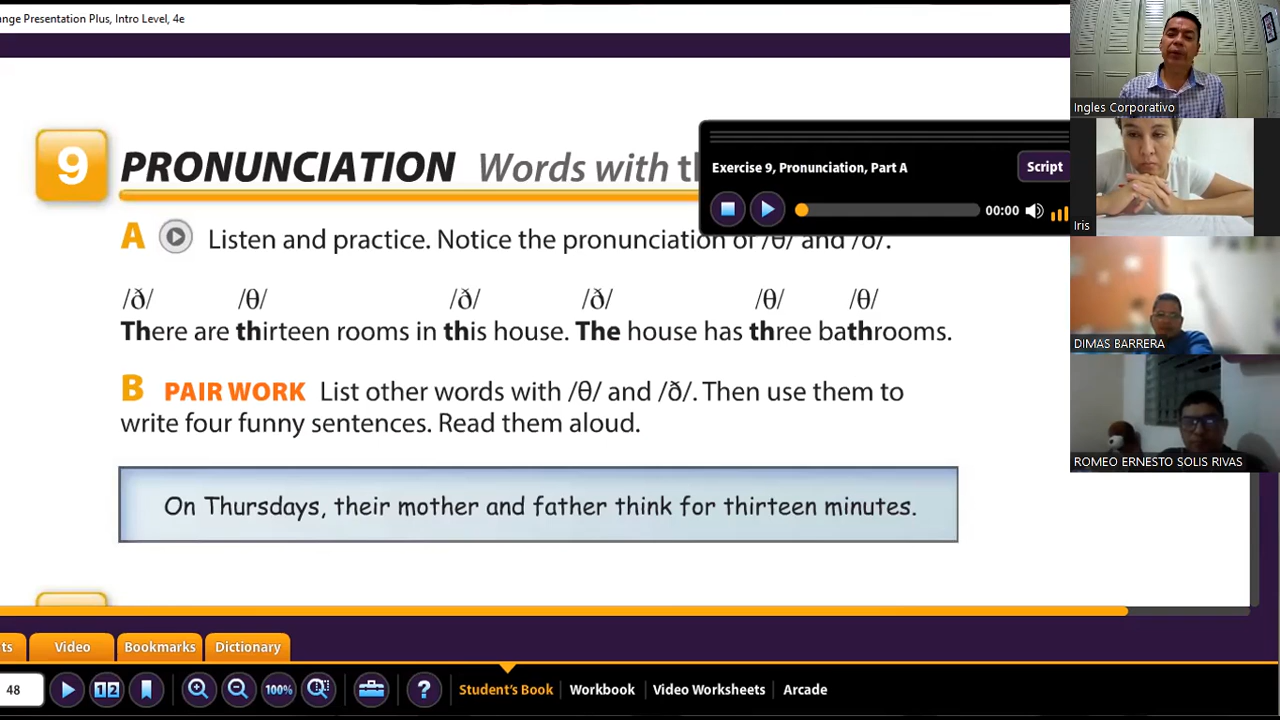 ange Presentation Plus, Intro Level, 4e
Ingles Corporativo
9 PRONUNCIATION Words with t
Exercise 9, Pronunciation, Part A Script
00:00
Iris
A Listen and practice. Notice the pronunciation of /θ/ and /ð/.
/ð/ /θ/ /ð/ /ð/ /θ/ /θ/
There are thirteen rooms in this house. The house has three bathrooms.
DIMAS BARRERA
B PAIR WORK List other words with /θ/ and /ð/. Then use them to
write four funny sentences. Read them aloud.
ROMEO ERNESTO SOLIS RIVAS
On Thursdays, their mother and father think for thirteen minutes.
ts Video Bookmarks Dictionary
48 12 100% ? Student's Book Workbook Video Worksheets Arcade